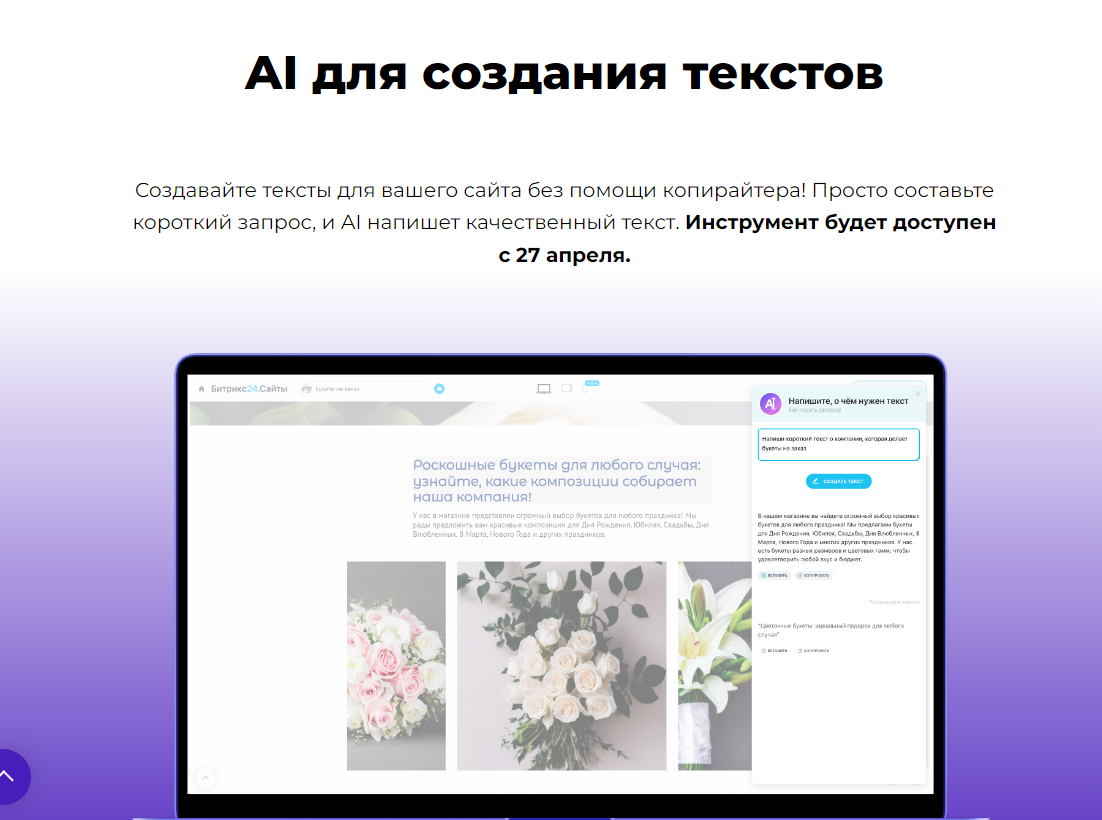 AI для создания текстов
Создавайте тексты для вашего сайта без помощи копирайтера! Просто составьте
короткий запрос, и AI напишет качественный текст. Инструмент будет доступен
с 27 апреля.
Битрикс24.Сайты
Букеты на заказ
AI
Напишите, о чём нужен текст
Как писать запросы
Напиши короткий текст о компании, которая делает
букеты на заказ
СОЗДАТЬ ТЕКСТ
Роскошные букеты для любого случая:
узнайте, какие композиции собирает
наша компания!
У нас в магазине представлен огромный выбор букетов для любого праздника! Мы
рады предложить вам красивые композиции для Дня Рождения, Юбилея, Свадьбы, Дня
Влюбленных, 8 Марта, Нового Года и других праздников.
В нашем магазине вы найдете огромный выбор красивых
букетов для любого праздника! Мы предлагаем букеты
для Дня Рождения, Юбилея, Свадьбы, Дня Влюбленных, 8
Марта, Нового Года и многих других праздников. У нас
есть букеты разных размеров и цветовых гамм, чтобы
удовлетворить любой вкус и бюджет.
ВСТАВИТЬ КОПИРОВАТЬ
Предыдущие версии
"Цветочные букеты: идеальный подарок для любого
случая"
ВСТАВИТЬ КОПИРОВАТЬ